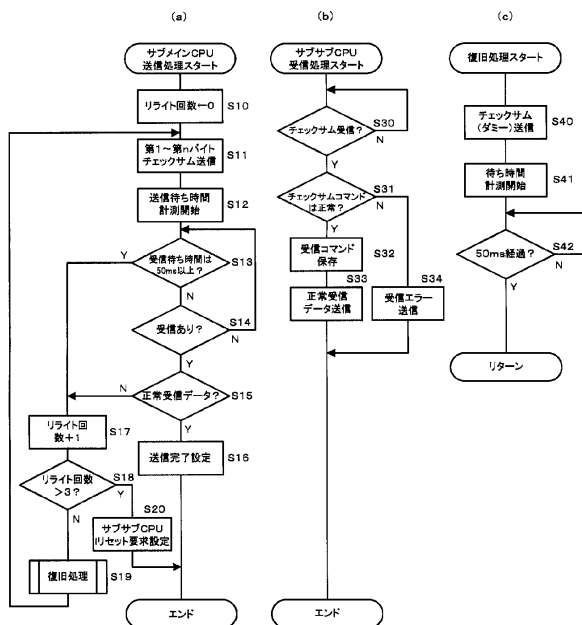 (a)
サブメインCPU
送信処理スタート
リライト回数←0
S10
第1～第nバイト
チェックサム送信
S11
送信待ち時間
計測開始
S12
受信待ち時間は
50ms以上？
S13
Y
N
受信あり？
S14
N
Y
正常受信データ？
S15
N
Y
送信完了設定
S16
リライト回
数+1
S17
リライト回数
>3？
S18
Y
N
サブサブCPU
リセット要求設定
S20
復旧処理
S19
エンド
(b)
サブサブCPU
受信処理スタート
チェックサム受信？
S30
N
Y
チェックサムコマンド
は正常？
S31
N
Y
受信コマンド
保存
S32
正常受信
データ送信
S33
受信エラー
送信
S34
エンド
(c)
復旧処理スタート
チェックサム
(ダミー)送信
S40
待ち時間
計測開始
S41
50ms経過？
S42
N
Y
リターン